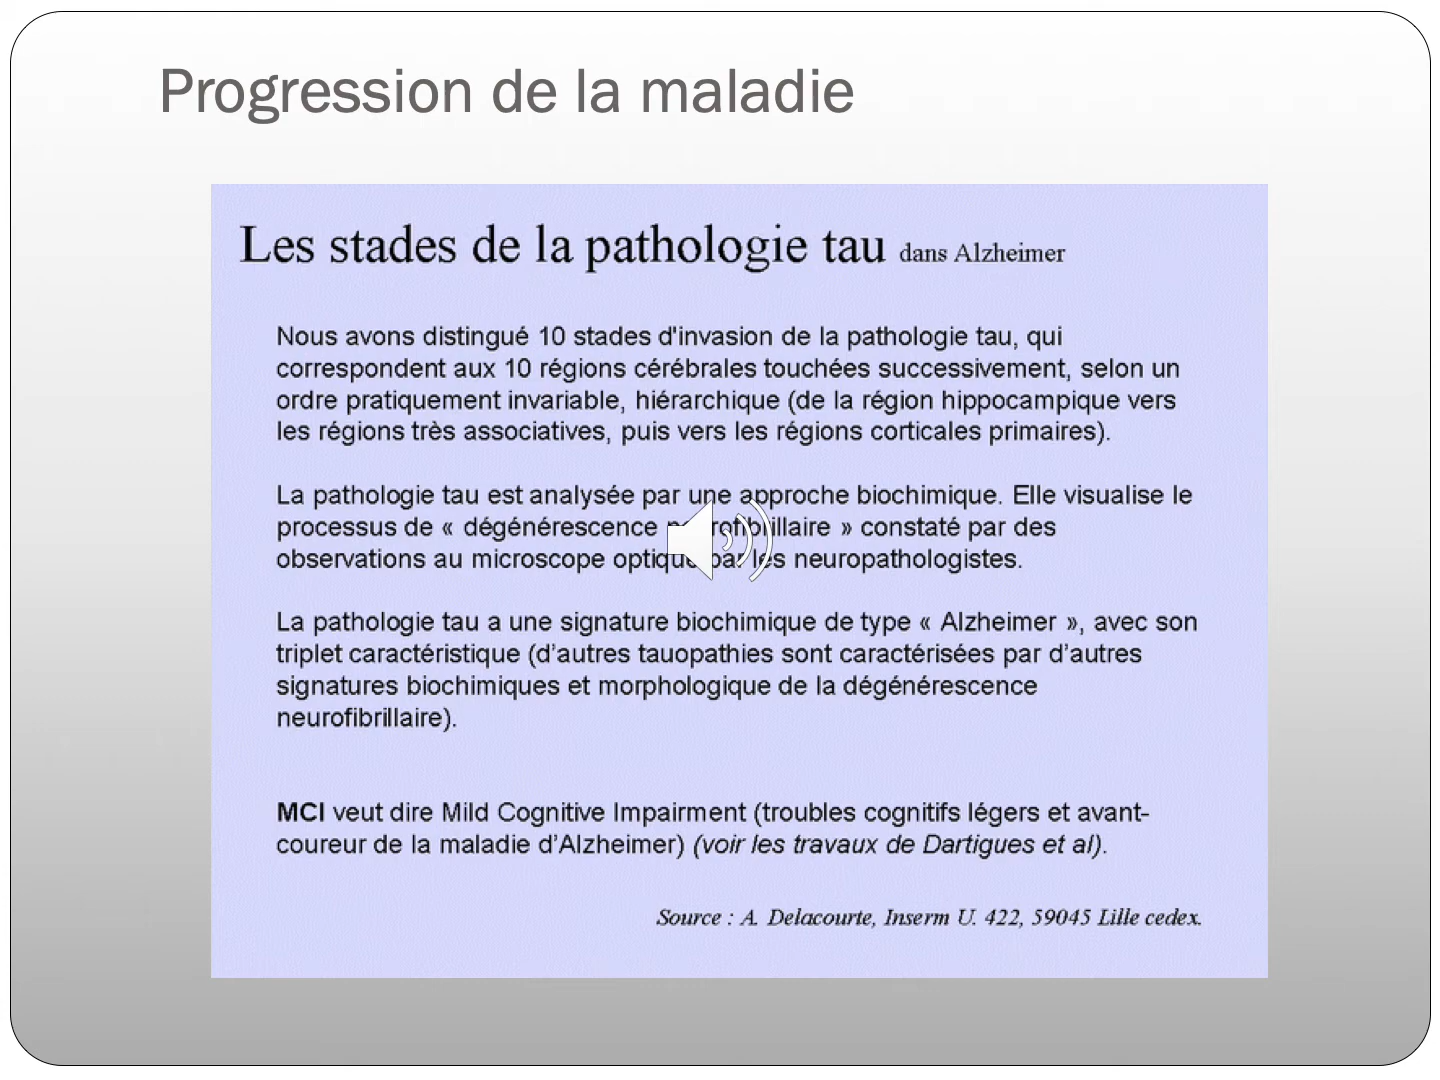 Progression de la maladie
Les stades de la pathologie tau dans Alzheimer
Nous avons distingué 10 stades d'invasion de la pathologie tau, qui
correspondent aux 10 régions cérébrales touchées successivement, selon un
ordre pratiquement invariable, hiérarchique (de la région hippocampique vers
les régions très associatives, puis vers les régions corticales primaires).
La pathologie tau est analysée par une approche biochimique. Elle visualise le
processus de « dégénérescence neurofibrillaire » constaté par des
observations au microscope optique par les neuropathologistes.
La pathologie tau a une signature biochimique de type « Alzheimer », avec son
triplet caractéristique (d’autres tauopathies sont caractérisées par d’autres
signatures biochimiques et morphologique de la dégénérescence
neurofibrillaire).
MCI veut dire Mild Cognitive Impairment (troubles cognitifs légers et avant-
coureur de la maladie d’Alzheimer) (voir les travaux de Dartigues et al).
Source : A. Delacourte, Inserm U. 422, 59045 Lille cedex.